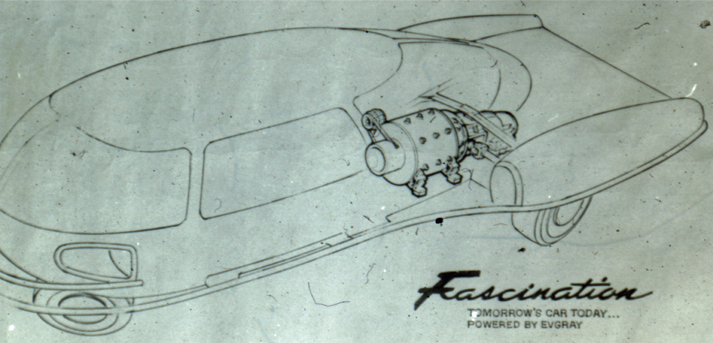 Fascination
TOMORROW'S CAR TODAY...
POWERED BY EVGRAY